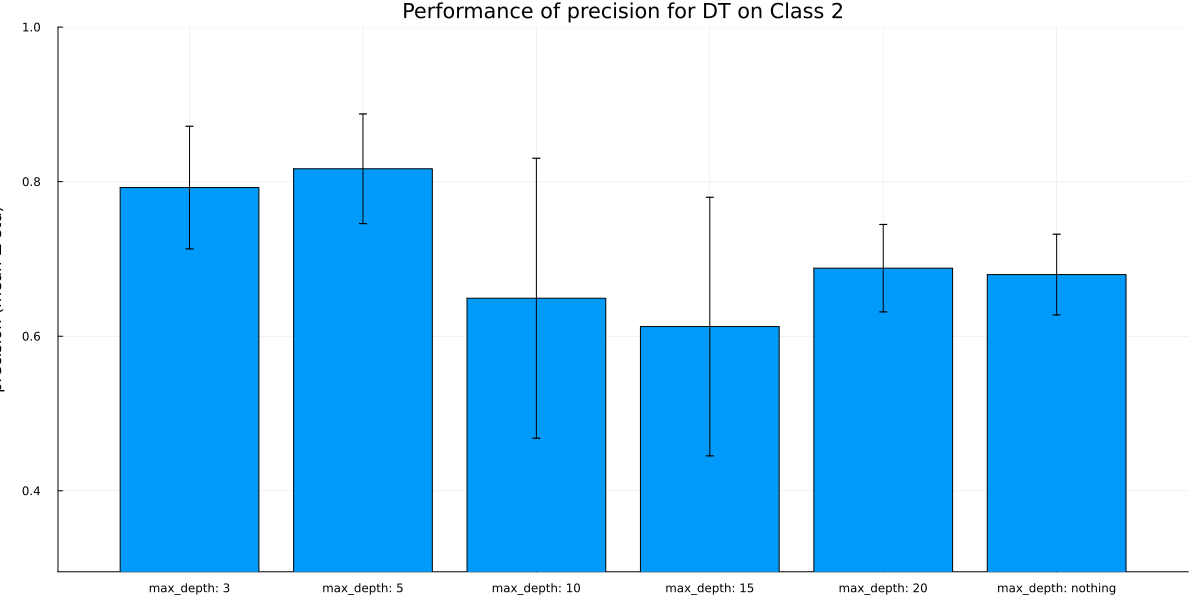 Performance of precision for DT on Class 2
1.0
0.8
0.6
0.4
max_depth: 3
max_depth: 5
max_depth: 10
max_depth: 15
max_depth: 20
max_depth: nothing